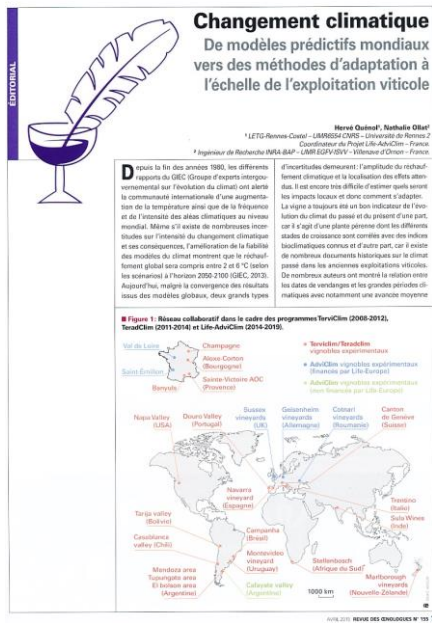 ÉDITORIAL
Changement climatique
De modèles prédictifs mondiaux
vers des méthodes d'adaptation à
l'échelle de l'exploitation viticole
Hervé Quénol¹, Nathalie Ollat²
¹ LETG-Rennes-Costel – UMR6554 CNRS – Université de Rennes 2
Coordinateur du Projet Life-AdviClim – France.
² Ingénieur de Recherche INRA-BAP – UMR EGFV-ISVV - Villenave d'Ornon – France.
Depuis la fin des années 1980, les différents
rapports du GIEC (Groupe d'experts intergou-
vernemental sur l'évolution du climat) ont alerté
la communauté internationale d'une augmenta-
tion de la température ainsi que de la fréquence
et de l'intensité des aléas climatiques au niveau
mondial. Même s'il existe de nombreuses incer-
titudes sur l'intensité du changement climatique
et ses conséquences, l'amélioration de la fiabilité
des modèles du climat montrent que le réchauf-
fement global sera compris entre 2 et 6 °C (selon
les scénarios) à l'horizon 2050-2100 (GIEC, 2013).
Aujourd'hui, malgré la convergence des résultats
issus des modèles globaux, deux grands types
d'incertitudes demeurent : l'amplitude du réchauf-
fement climatique et la localisation des effets atten-
dus. Il est encore très difficile d'estimer quels seront
les impacts locaux et donc comment s'adapter.
La vigne a toujours été un bon indicateur de l'évo-
lution du climat du passé et du présent d'une part,
car il s'agit d'une plante pérenne dont les différents
stades de croissance sont corrélés avec des indices
bioclimatiques connus et d'autre part, car il existe
de nombreux documents historiques sur le climat
passé dans les anciennes exploitations viticoles.
De nombreux auteurs ont montré la relation entre
les dates de vendanges et les grandes périodes cli-
matiques avec notamment une avancée moyenne
Figure 1 : Réseau collaboratif dans le cadre des programmes TerviClim (2008-2012),
TeradClim (2011-2014) et Life-AdviClim (2014-2019).
Val de Loire
Saint Émilion
Banyuls
Champagne
Aloxe-Corton
(Bourgogne)
Sainte-Victoire AOC
(Provence)
Terviclim/Teradclim
vignobles expérimentaux
AdviClim vignobles expérimentaux
(financés par Life-Europe)
AdviClim vignobles expérimentaux
(non financés par Life-Europe)
Napa Valley
(USA)
Douro Valley
(Portugal)
Sussex
vineyards
(UK)
Geisenheim
vineyards
(Allemagne)
Cotnari
vineyards
(Roumanie)
Canton
de Genève
(Suisse)
Navarra
vineyard
(Espagne)
Trentino
(Italie)
Sula Wines
(Inde)
Tarija valley
(Bolivie)
Casablanca
valley (Chili)
Campanha
(Brésil)
Montevideo
vineyard
(Uruguay)
Mendoza area
Tupungato area
El bolson area
(Argentine)
Cafayate valley
(Argentine)
Stellenbosch
(Afrique du Sud)
Marlborough
vineyards
(Nouvelle-Zélande)
1000 km
AVRIL 2015 REVUE DES ŒNOLOGUES N° 155